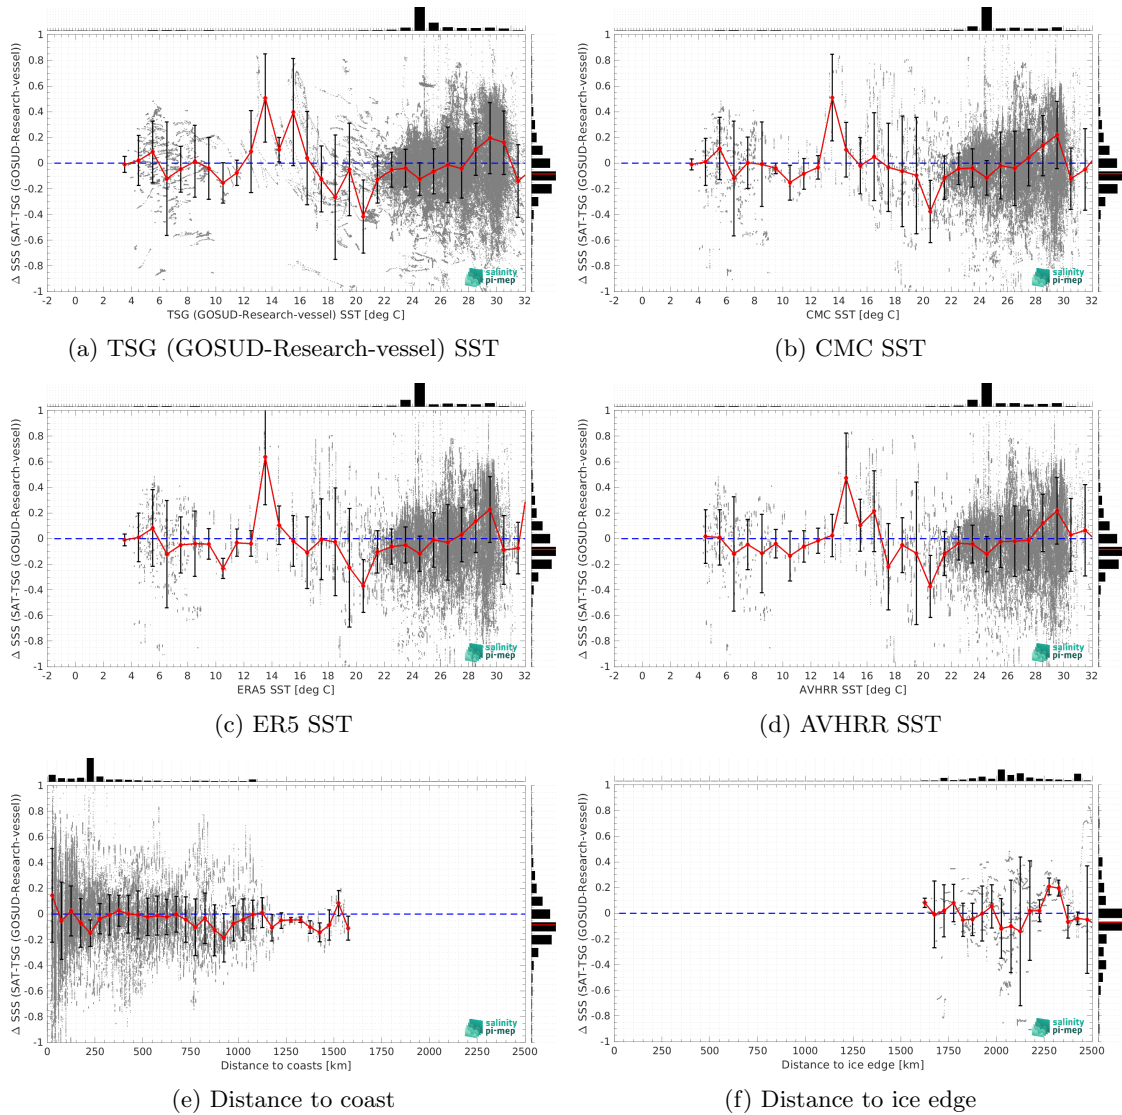 1
0.8
0.6
0.4
0.2
0
-0.2
-0.4
-0.6
-0.8
-1
Δ SSS (SAT-TSG (GOSUD-Research-vessel))
salinity
pi-mep
-2 0 2 4 6 8 10 12 14 16 18 20 22 24 26 28 30 32
TSG (GOSUD-Research-vessel) SST [deg C]
(a) TSG (GOSUD-Research-vessel) SST
1
0.8
0.6
0.4
0.2
0
-0.2
-0.4
-0.6
-0.8
-1
Δ SSS (SAT-TSG (GOSUD-Research-vessel))
salinity
pi-mep
-2 0 2 4 6 8 10 12 14 16 18 20 22 24 26 28 30 32
CMC SST [deg C]
(b) CMC SST
1
0.8
0.6
0.4
0.2
0
-0.2
-0.4
-0.6
-0.8
-1
Δ SSS (SAT-TSG (GOSUD-Research-vessel))
salinity
pi-mep
-2 0 2 4 6 8 10 12 14 16 18 20 22 24 26 28 30 32
ERA5 SST [deg C]
(c) ER5 SST
1
0.8
0.6
0.4
0.2
0
-0.2
-0.4
-0.6
-0.8
-1
Δ SSS (SAT-TSG (GOSUD-Research-vessel))
salinity
pi-mep
-2 0 2 4 6 8 10 12 14 16 18 20 22 24 26 28 30 32
AVHRR SST [deg C]
(d) AVHRR SST
1
0.8
0.6
0.4
0.2
0
-0.2
-0.4
-0.6
-0.8
-1
Δ SSS (SAT-TSG (GOSUD-Research-vessel))
salinity
pi-mep
0 250 500 750 1000 1250 1500 1750 2000 2250 2500
Distance to coasts [km]
(e) Distance to coast
1
0.8
0.6
0.4
0.2
0
-0.2
-0.4
-0.6
-0.8
-1
Δ SSS (SAT-TSG (GOSUD-Research-vessel))
salinity
pi-mep
0 250 500 750 1000 1250 1500 1750 2000 2250 2500
Distance to ice edge [km]
(f) Distance to ice edge